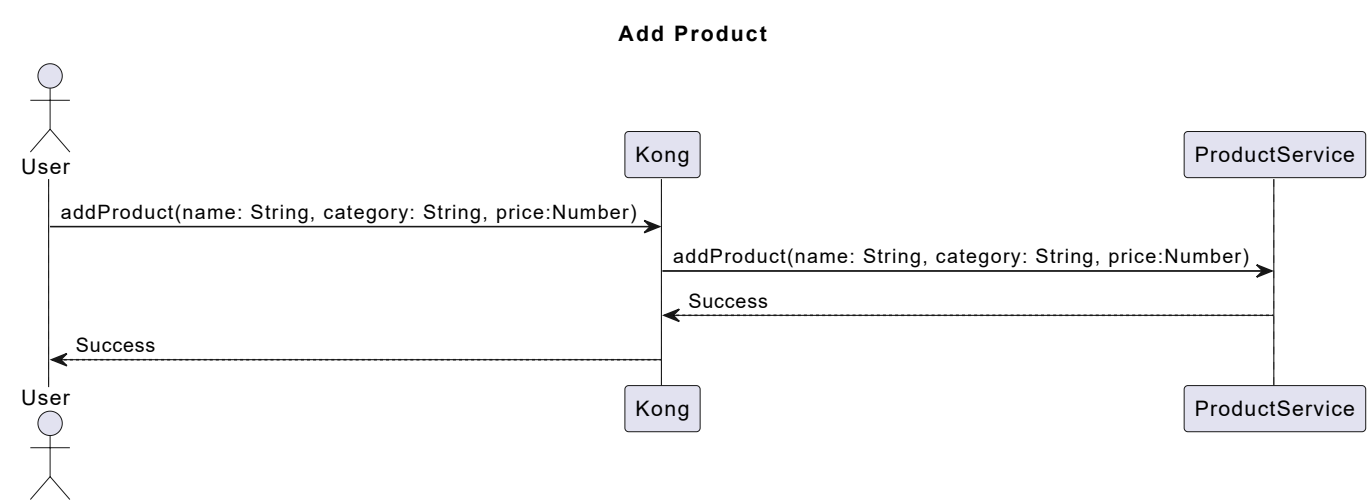 Add Product
User
Kong
ProductService
addProduct(name: String, category: String, price:Number)
addProduct(name: String, category: String, price:Number)
Success
Success
User
Kong
ProductService